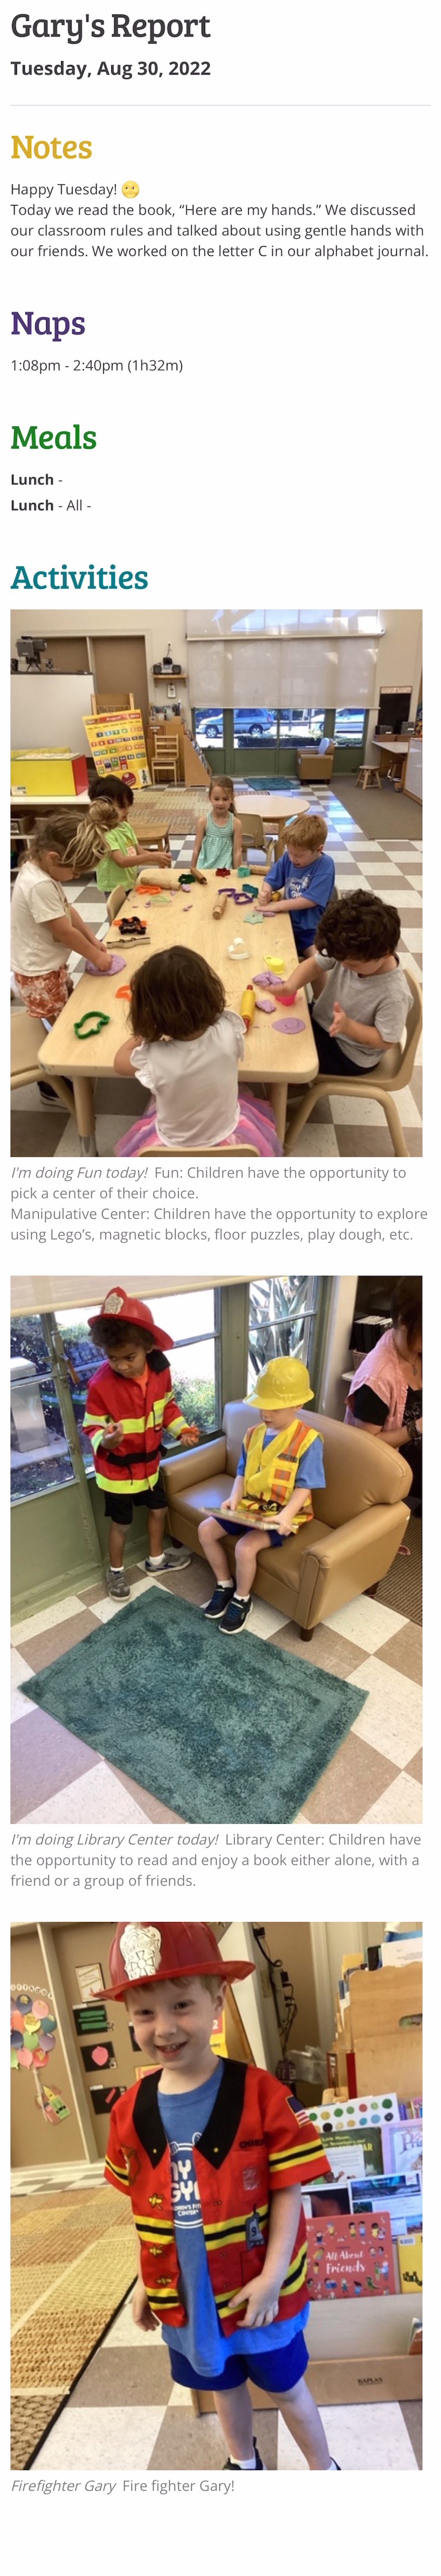 Gary's Report
Tuesday, Aug 30, 2022
Notes
Happy Tuesday! 
Today we read the book, “Here are my hands.” We discussed
our classroom rules and talked about using gentle hands with
our friends. We worked on the letter C in our alphabet journal.
Naps
1:08pm - 2:40pm (1h32m)
Meals
Lunch -
Lunch - All -
Activities
I'm doing Fun today! Fun: Children have the opportunity to
pick a center of their choice.
Manipulative Center: Children have the opportunity to explore
using Lego’s, magnetic blocks, floor puzzles, play dough, etc.
I'm doing Library Center today! Library Center: Children have
the opportunity to read and enjoy a book either alone, with a
friend or a group of friends.
All About
Friends
KAPLAN
Firefighter Gary Fire fighter Gary!